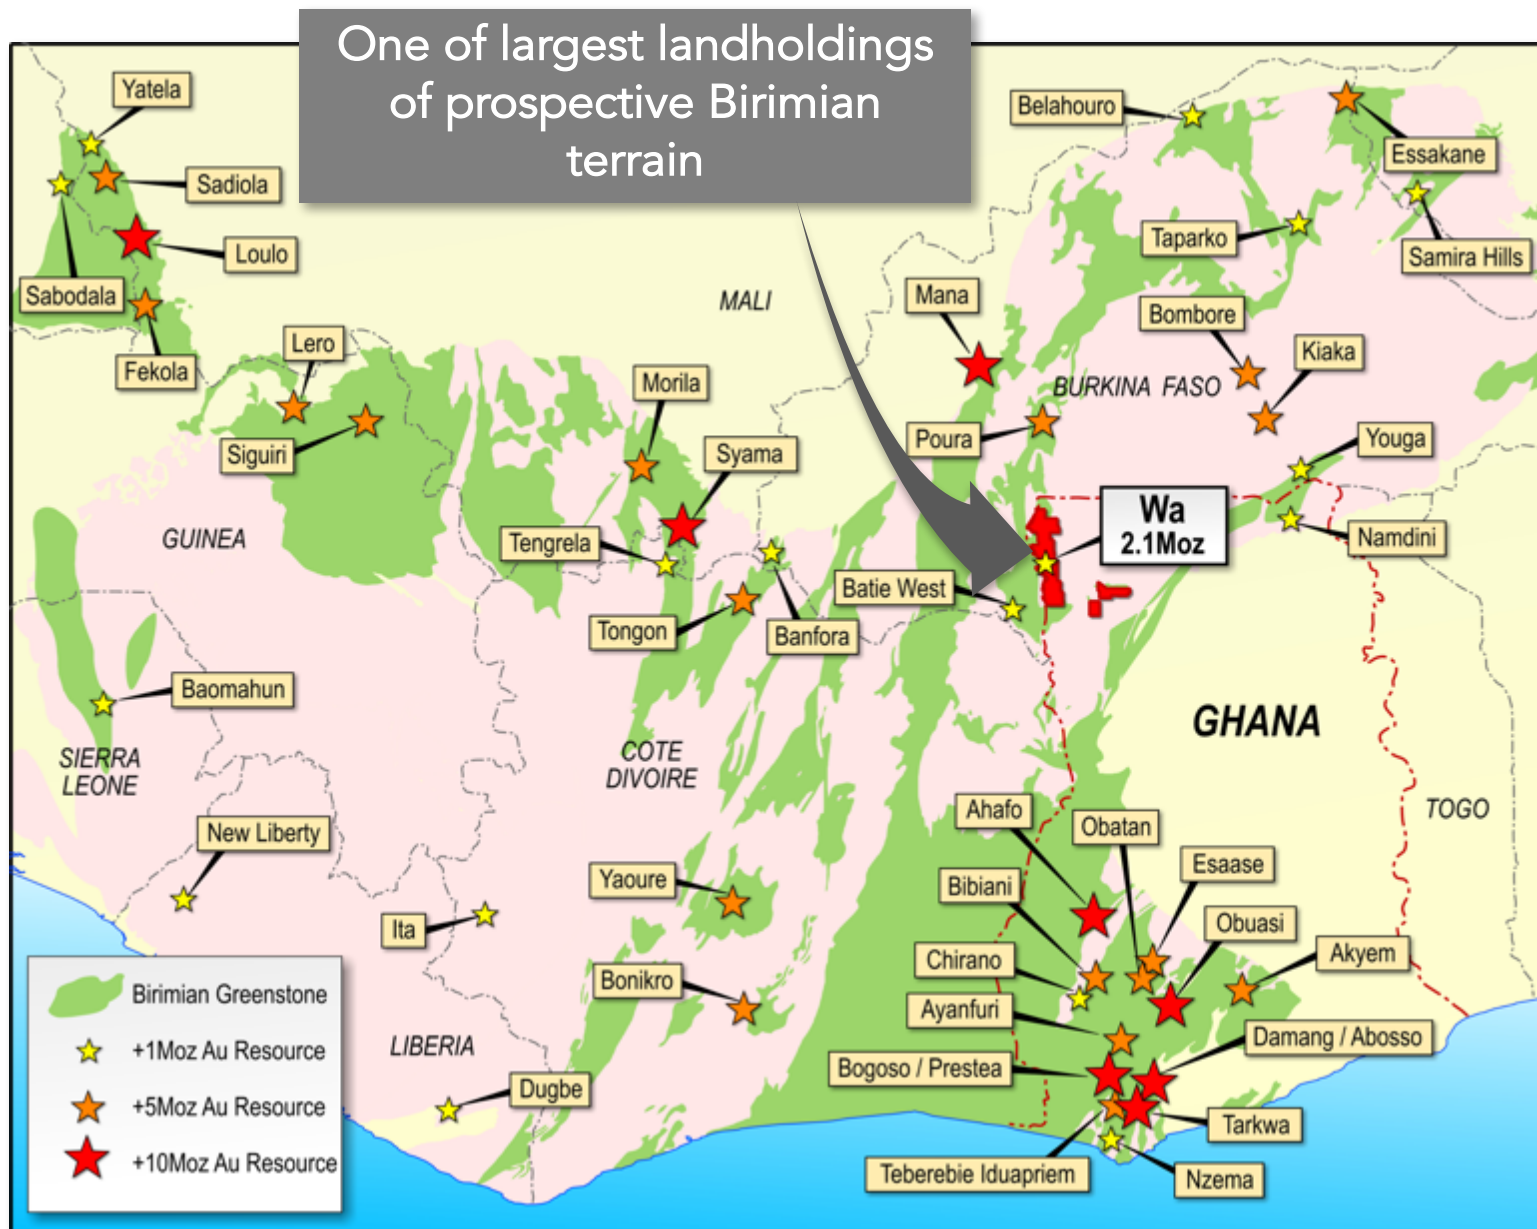 One of largest landholdings
of prospective Birimian
terrain
Yatela
Sadiola
Loulo
Sabodala
Fekola
Lero
Siguiri
MALI
Morila
Syama
Tengrela
Tongon
Banfora
Belahouro
Essakane
Taparko
Samira Hills
Mana
Bombore
Kiaka
BURKINA FASO
Poura
Youga
Wa
2.1Moz
Namdini
Batie West
GUINEA
Baomahun
SIERRA
LEONE
New Liberty
COTE
DIVOIRE
GHANA
TOGO
Ahafo
Obatan
Esaase
Bibiani
Obuasi
Yaoure
Ita
Chirano
Akyem
Bonikro
Ayanfuri
Damang / Abosso
Bogoso / Prestea
LIBERIA
Dugbe
Tarkwa
Teberebie Iduapriem
Nzema
Birimian Greenstone
+1Moz Au Resource
+5Moz Au Resource
+10Moz Au Resource